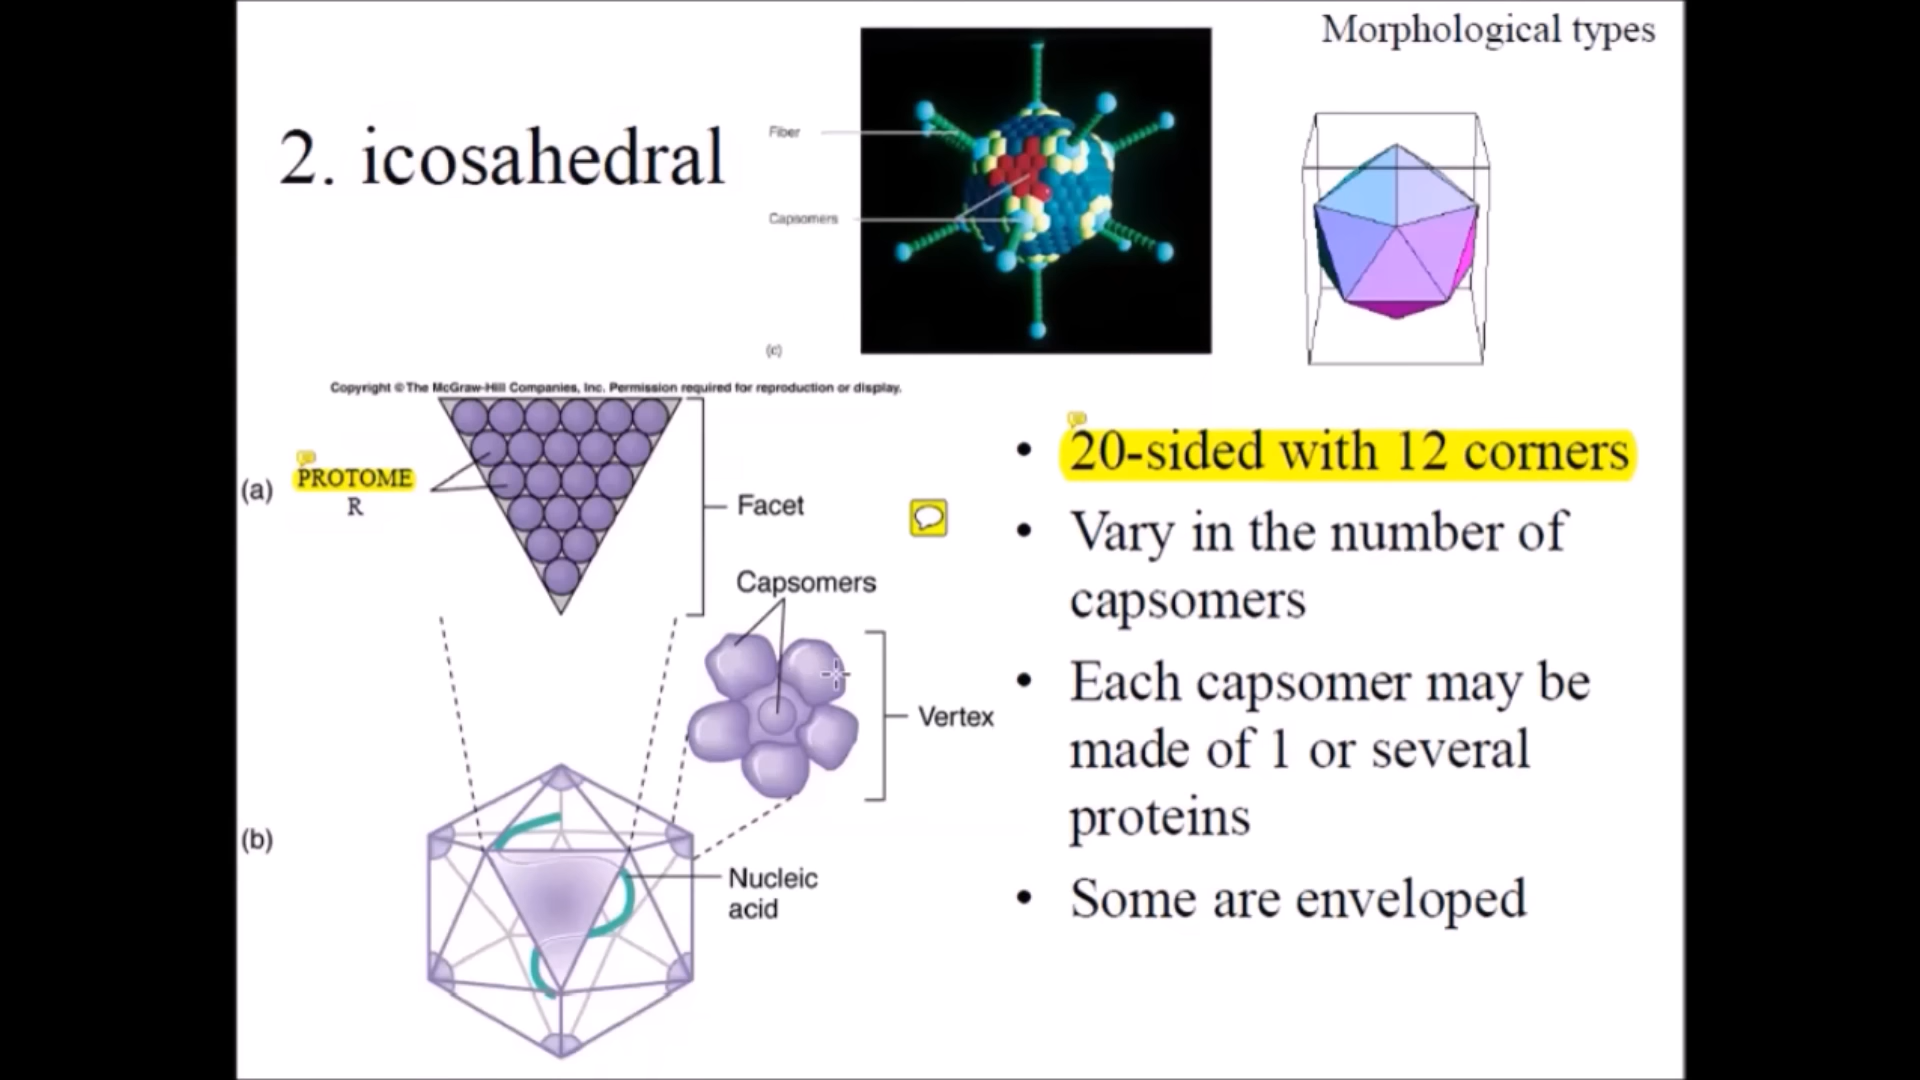 Morphological types
2. icosahedral
Fiber
Capsomers
(c)
Copyright © The McGraw-Hill Companies, Inc. Permission required for reproduction or display.
(a)
PROTOME
R
Facet
Capsomers
Vertex
(b)
Nucleic
acid
• 20-sided with 12 corners
• Vary in the number of
capsomers
• Each capsomer may be
made of 1 or several
proteins
• Some are enveloped